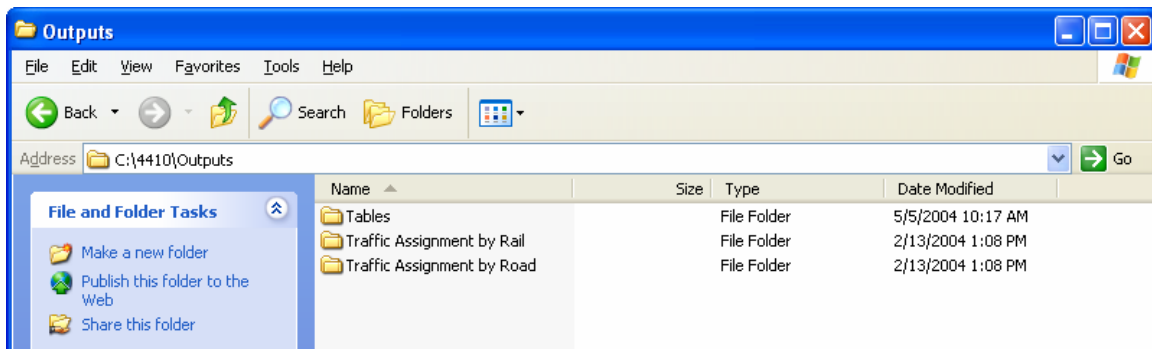 Outputs
File Edit View Favorites Tools Help
Back Search Folders
Address C:\4410\Outputs Go
File and Folder Tasks
Make a new folder
Publish this folder to the
Web
Share this folder
Name Size Type Date Modified
Tables File Folder 5/5/2004 10:17 AM
Traffic Assignment by Rail File Folder 2/13/2004 1:08 PM
Traffic Assignment by Road File Folder 2/13/2004 1:08 PM